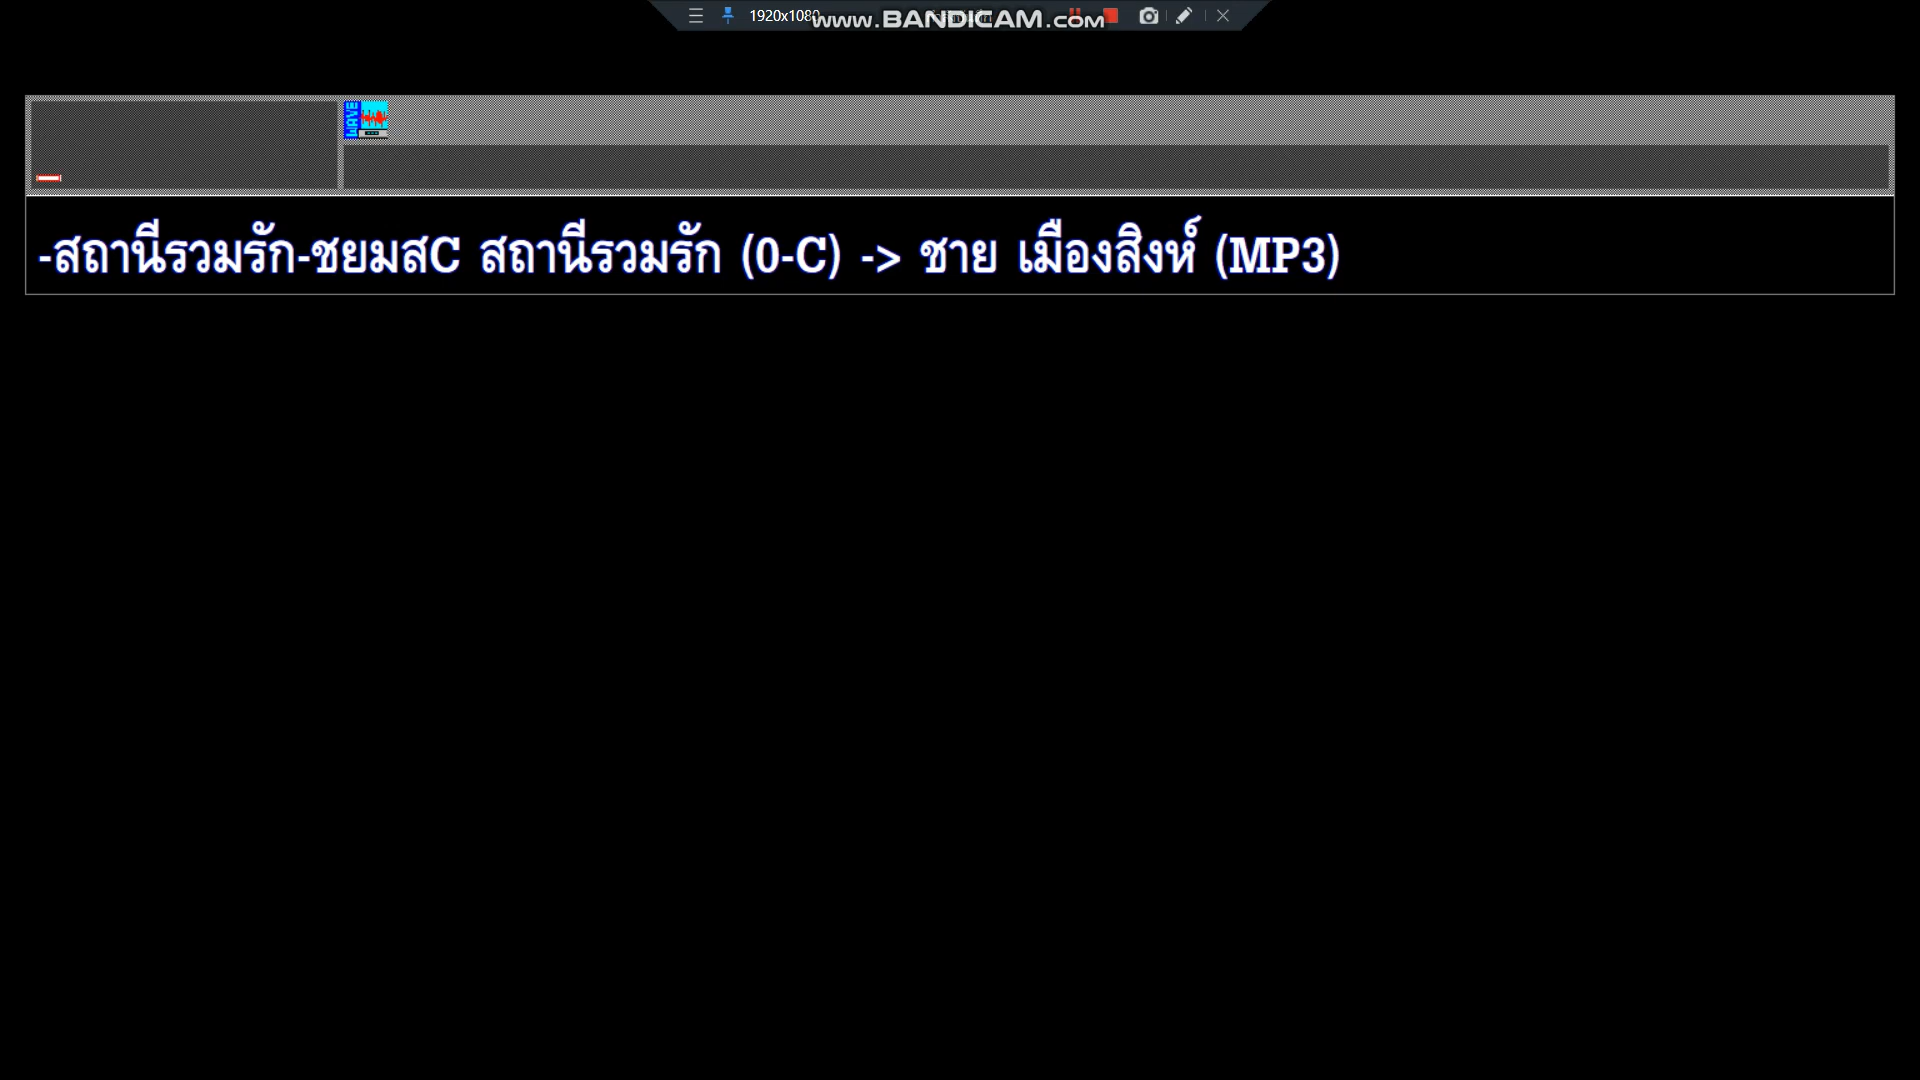 1920x1080
www.BANDICAM.com
WAVE
-สถานีรวมรัก-ชยมสC สถานีรวมรัก (0-C) -> ชาย เมืองสิงห์ (MP3)